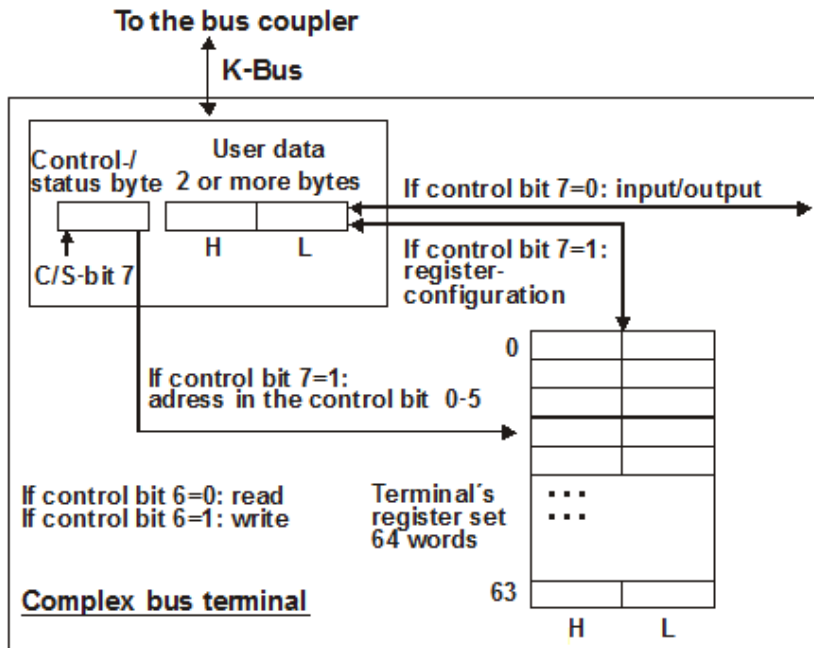 To the bus coupler
K-Bus
Control-/
status byte
User data
2 or more bytes
H L
C/S-bit 7
If control bit 7=0: input/output
If control bit 7=1:
register-
configuration
If control bit 7=1:
adress in the control bit 0-5
0
If control bit 6=0: read
If control bit 6=1: write
Terminal´s
register set
64 words
...
...
63
H L
Complex bus terminal